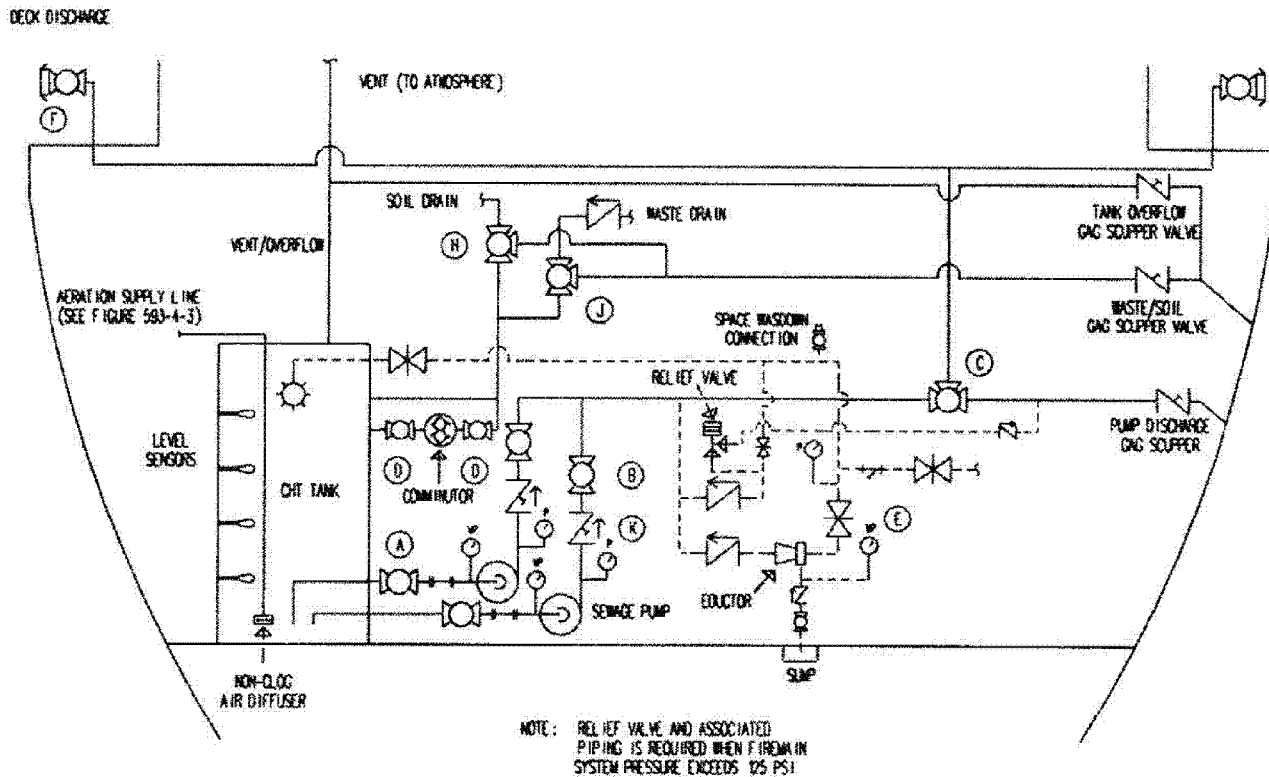 DECK DISCHARGE
VENT (TO ATMOSPHERE)
F
SOIL DRAIN
WASTE DRAIN
H
TANK OVERFLOW
GAG SCUPPER VALVE
VENT/OVERFLOW
AERATION SUPPLY LINE
(SEE FIGURE 593-4-3)
J
WASTE/SOIL
GAG SCUPPER VALVE
SPACE WASDOWN
CONNECTION
C
RELIEF VALVE
PUMP DISCHARGE
GAG SCUPPER
LEVEL
SENSORS
CHT TANK
D
D
COMMINUTOR
B
P
K
E
A
VP
P
P
VP
VP
EDUCTOR
SEWAGE PUMP
NON-CLOG
AIR DIFFUSER
SUMP
NOTE: RELIEF VALVE AND ASSOCIATED
PIPING IS REQUIRED WHEN FIREMAIN
SYSTEM PRESSURE EXCEEDS 125 PSI